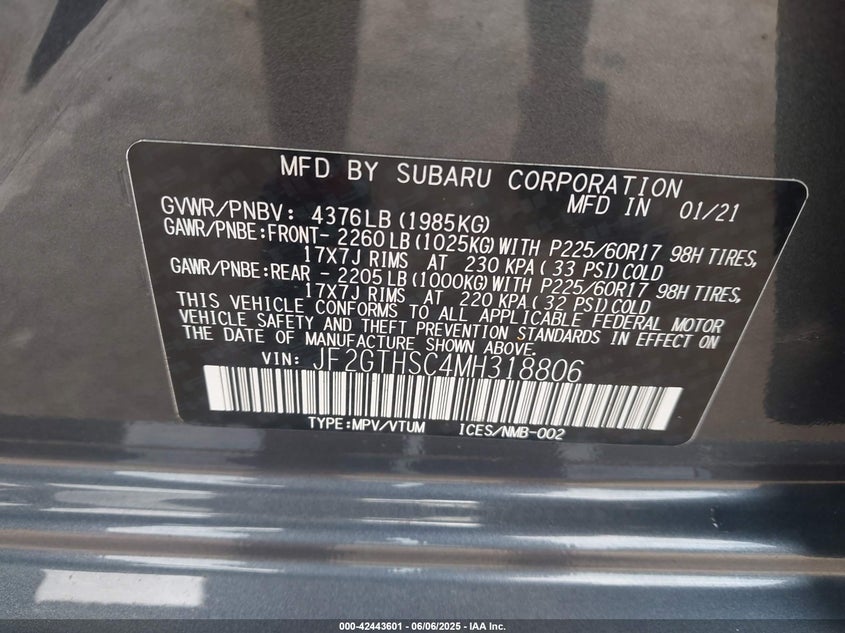 MFD BY SUBARU CORPORATION
MFD IN 01/21
GVWR/PNBV: 4376LB(1985KG)
GAWR/PNBE:FRONT- 2260LB(1025KG)WITH P225/60R17 98H TIRES,
17X7J RIMS AT 230 KPA( 33 PSI)COLD
GAWR/PNBE:REAR - 2205LB(1000KG)WITH P225/60R17 98H TIRES,
17X7J RIMS AT 220 KPA( 32 PSI)COLD
THIS VEHICLE CONFORMS TO ALL APPLICABLE FEDERAL MOTOR
VEHICLE SAFETY AND THEFT PREVENTION STANDARDS IN EFFECT ON
THE DATE OF MANUFACTURE SHOWN ABOVE.
VIN: JF2GTHSC4MH318806
TYPE:MPV/VTUM ICES/NMB-002
000-42443601 - 06/06/2025 - IAA Inc.